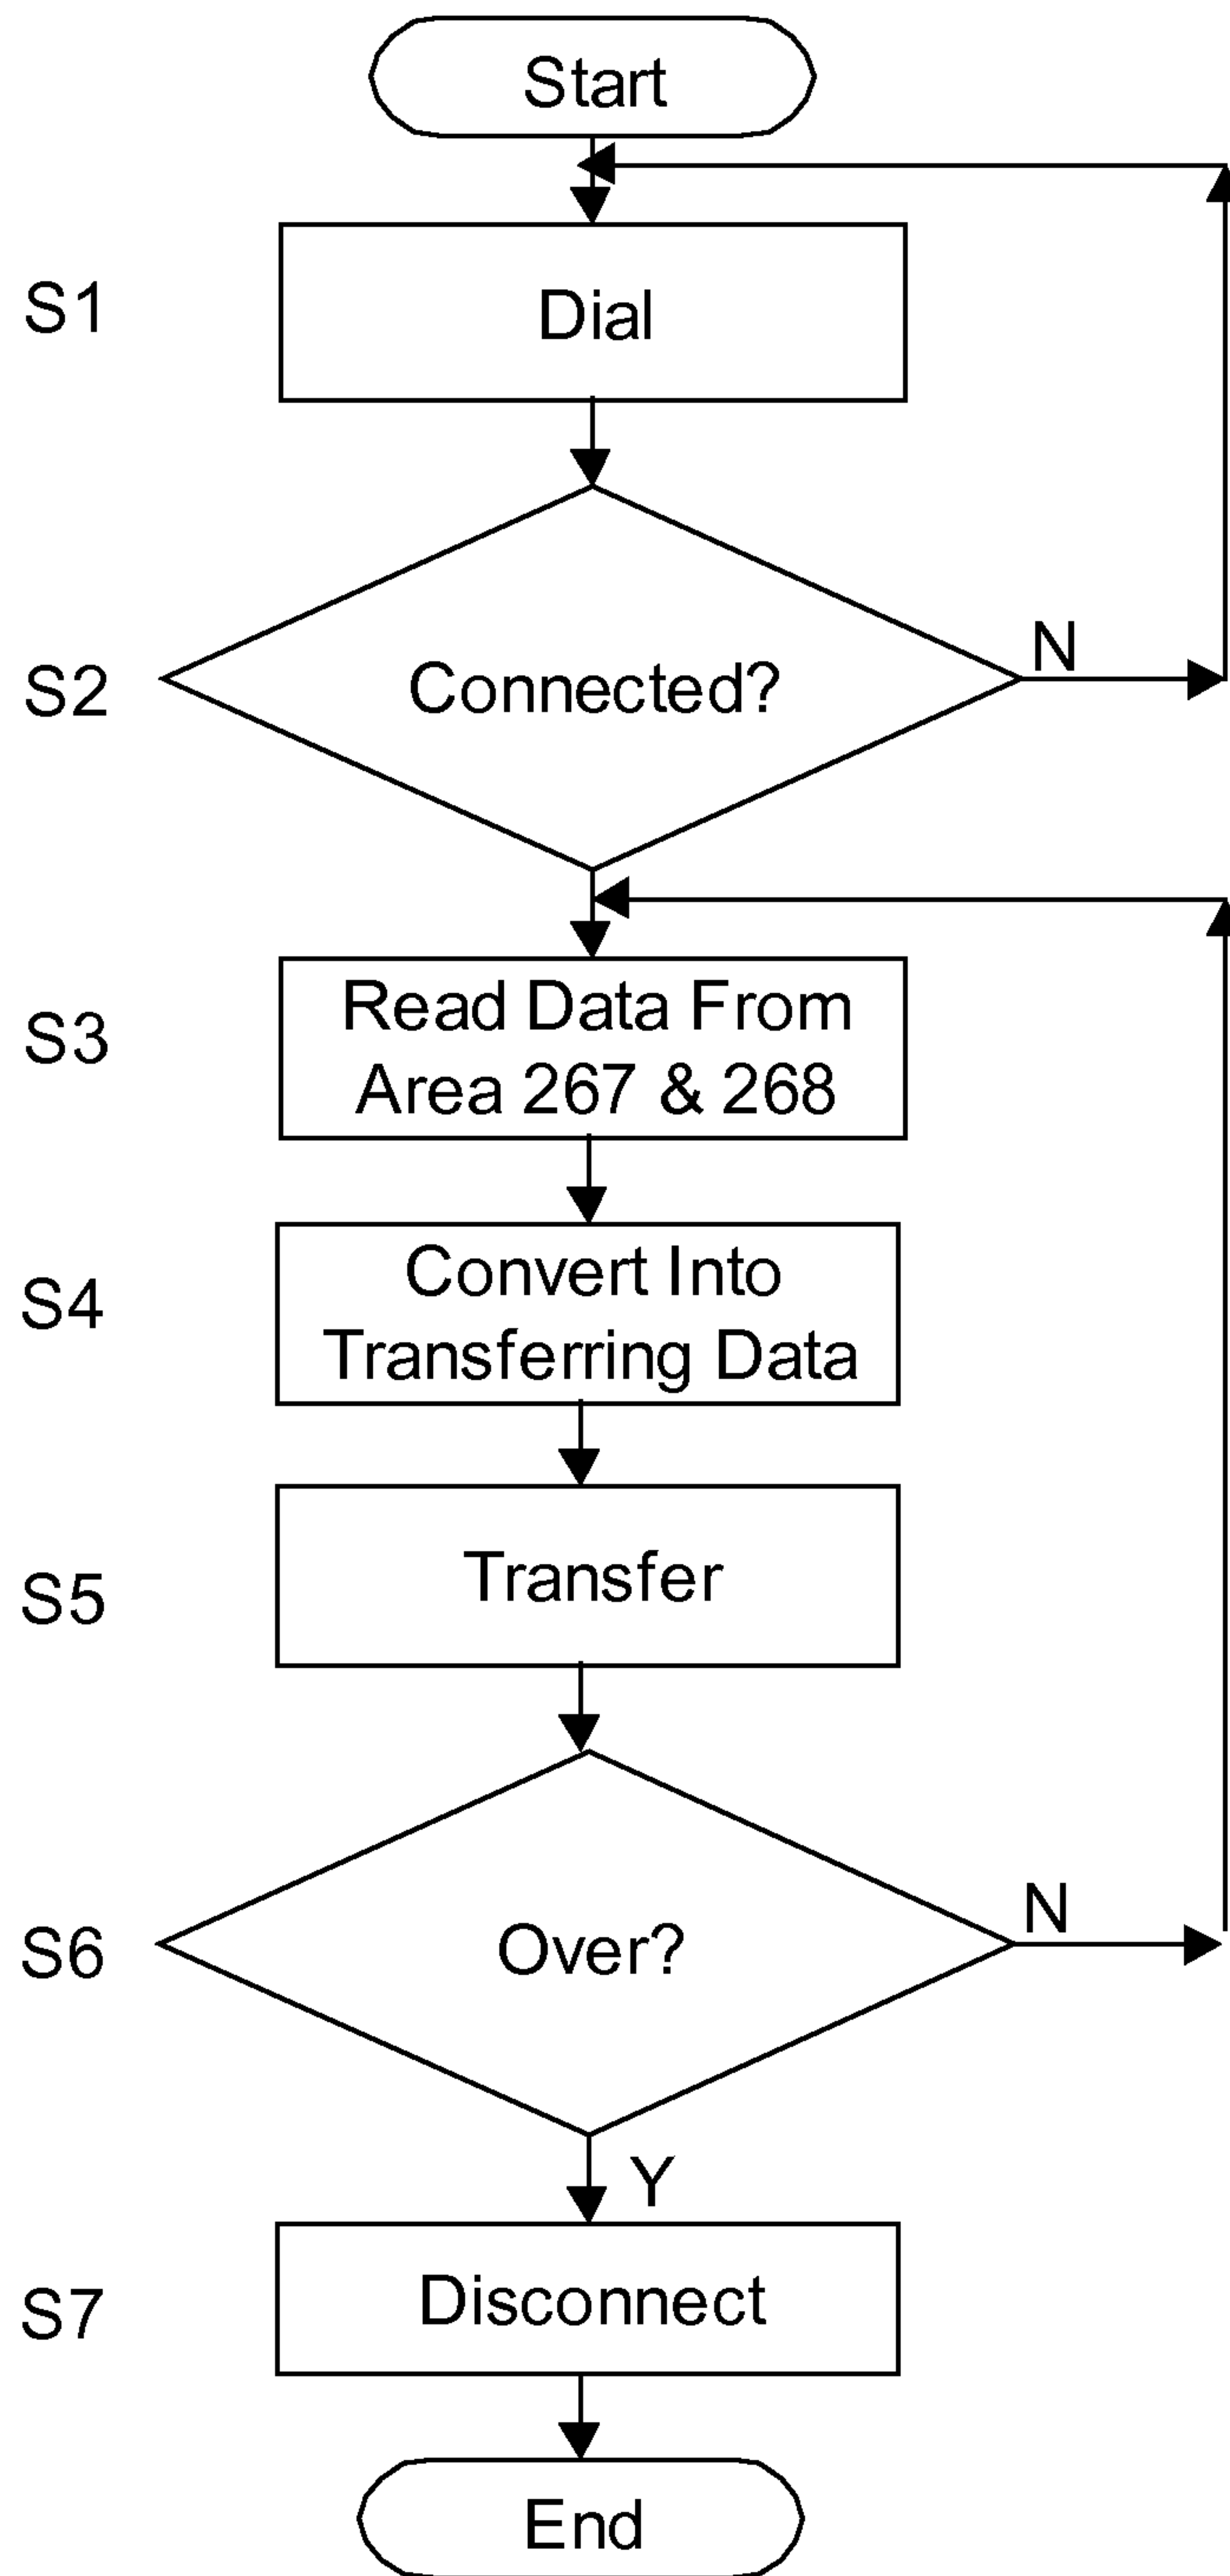 Start
S1
Dial
S2
Connected?
N
S3
Read Data From
Area 267 & 268
S4
Convert Into
Transferring Data
S5
Transfer
S6
Over?
N
Y
S7
Disconnect
End